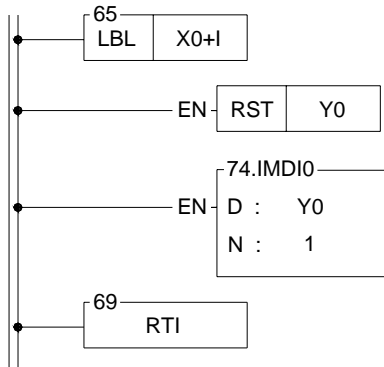 65
LBL X0+I
EN RST Y0
74.IMDI0
EN D : Y0
N : 1
69
RTI